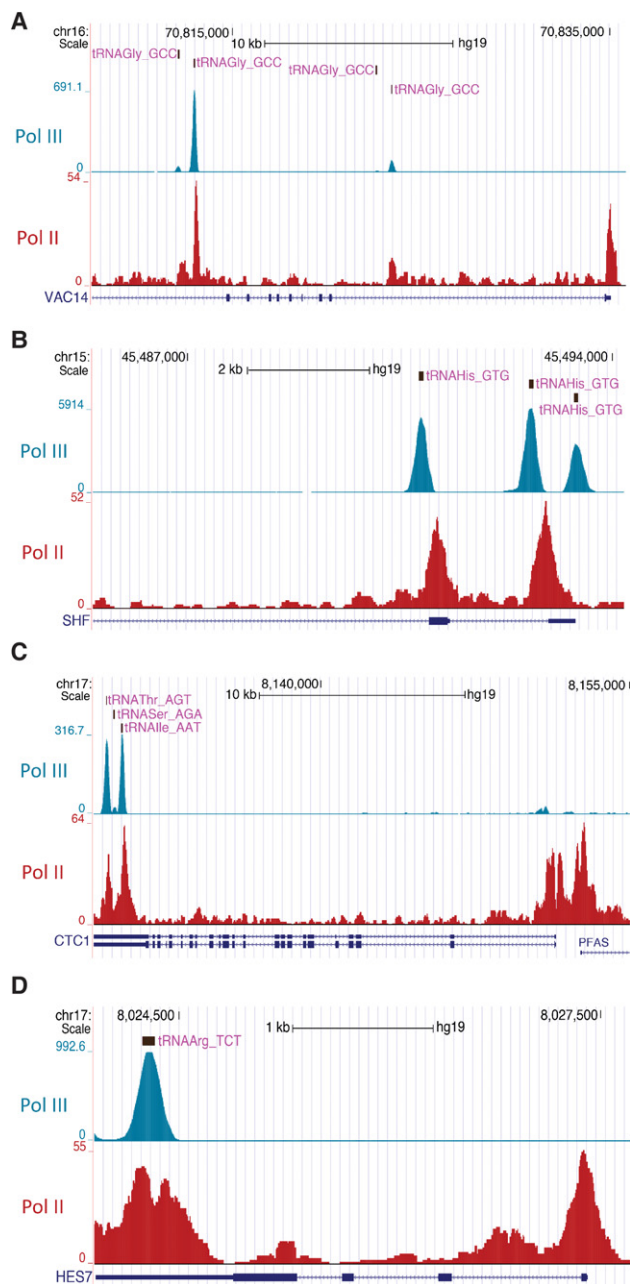 A
chr16: 70,815,000 70,835,000
Scale 10 kb hg19
tRNAGly_GCC
tRNAGly_GCC
tRNAGly_GCC
tRNAGly_GCC
691.1
Pol III
0
54
Pol II
0
VAC14
B
chr15: 45,487,000 45,494,000
Scale 2 kb hg19
tRNAHis_GTG
tRNAHis_GTG
tRNAHis_GTG
5914
Pol III
0
52
Pol II
0
SHF
C
chr17: 8,140,000 8,155,000
Scale 10 kb hg19
tRNAThr_AGT
tRNASer_AGA
tRNAIle_AAT
316.7
Pol III
0
64
Pol II
0
CTC1
PFAS
D
chr17: 8,024,500 8,027,500
Scale 1 kb hg19
tRNAArg_TCT
992.6
Pol III
0
55
Pol II
0
HES7